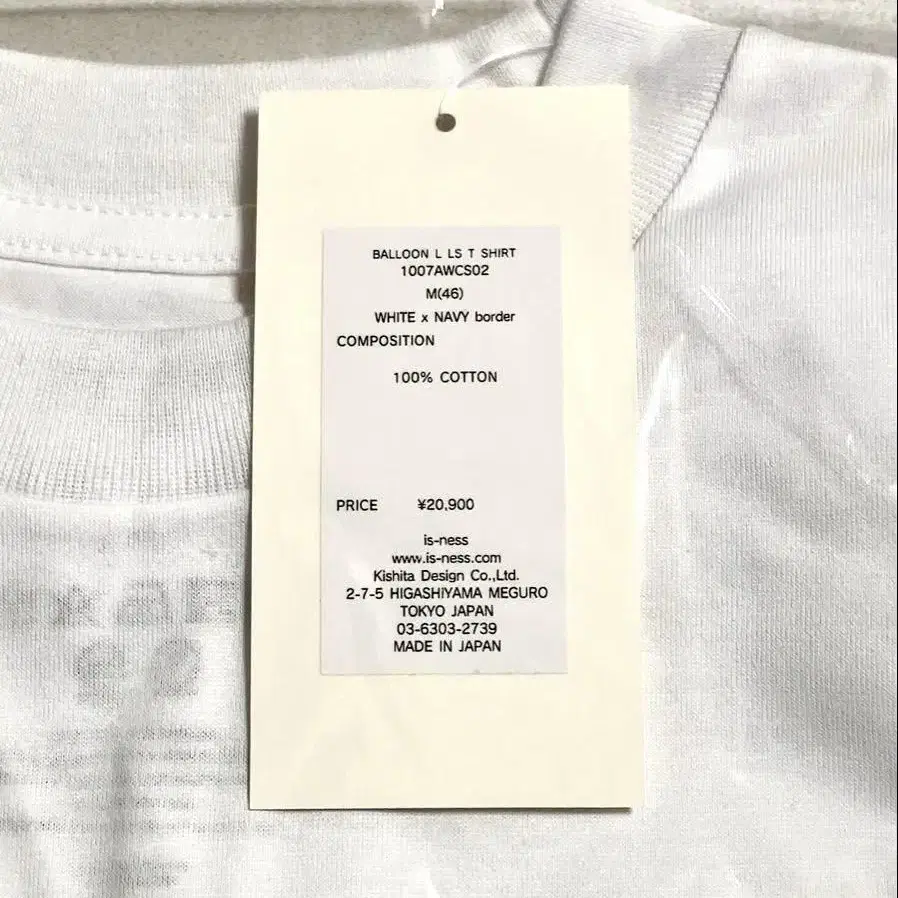 BALLOON L LS T SHIRT
1007AWCS02
M(46)
WHITE x NAVY border
COMPOSITION
100% COTTON
PRICE ¥20,900
is-ness
www.is-ness.com
Kishita Design Co.,Ltd.
2-7-5 HIGASHIYAMA MEGURO
TOKYO JAPAN
03-6303-2739
MADE IN JAPAN